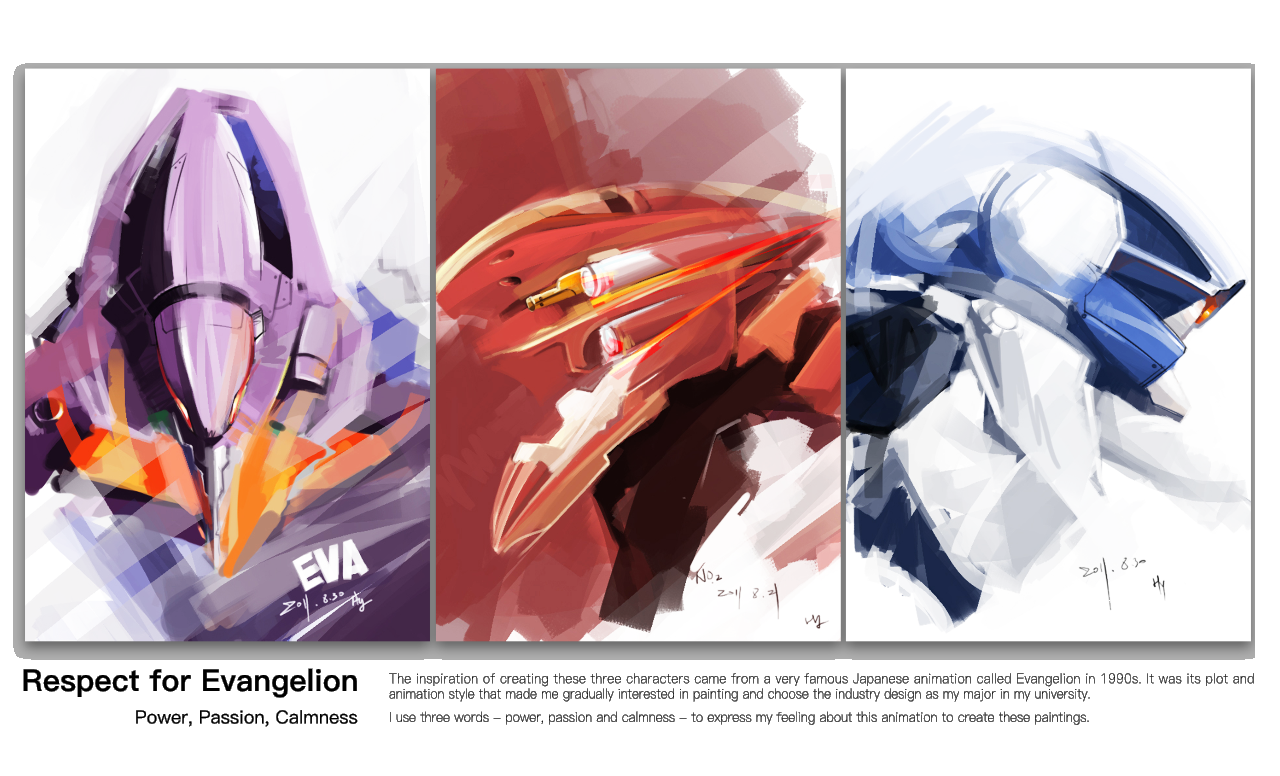 EVA
2011.8.30 Hy
NO2
2011 8.21
Hy
2011.8.30
Hy
Respect for Evangelion
Power, Passion, Calmness
The inspiration of creating these three characters came from a very famous Japanese animation called Evangelion in 1990s. It was its plot and
animation style that made me gradually interested in painting and choose the industry design as my major in my university.
I use three words – power, passion and calmness – to express my feeling about this animation to create these paintings.